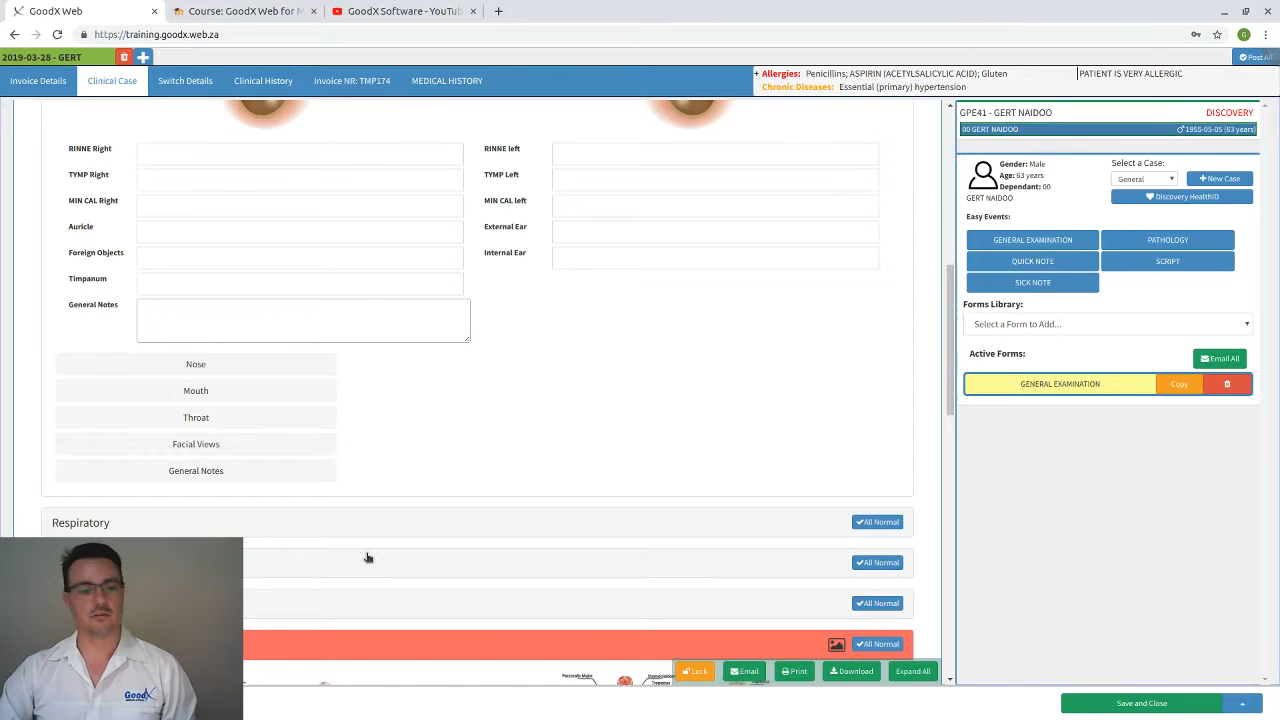 GoodX Web
Course: GoodX Web for M
GoodX Software - YouTub
https://training.goodx.web.za
G
2019-03-28 - GERT
Post All
Invoice Details
Clinical Case
Switch Details
Clinical History
Invoice NR: TMP174
MEDICAL HISTORY
+ Allergies: Penicillins; ASPIRIN (ACETYLSALICYLIC ACID); Gluten
PATIENT IS VERY ALLERGIC
Chronic Diseases: Essential (primary) hypertension
RINNE Right
RINNE left
TYMP Right
TYMP Left
MIN CAL Right
MIN CAL left
Auricle
External Ear
Foreign Objects
Internal Ear
Timpanum
General Notes
Nose
Mouth
Throat
Facial Views
General Notes
Respiratory
All Normal
All Normal
All Normal
All Normal
Pectoralis Major
Trapezius
Lock
Email
Print
Download
Expand All
GPE41 - GERT NAIDOO
DISCOVERY
00 GERT NAIDOO
1955-05-05 (63 years)
Gender: Male
Age: 63 years
Dependant: 00
GERT NAIDOO
Select a Case:
General
New Case
Discovery HealthID
Easy Events:
GENERAL EXAMINATION
PATHOLOGY
QUICK NOTE
SCRIPT
SICK NOTE
Forms Library:
Select a Form to Add...
Active Forms:
Email All
GENERAL EXAMINATION
Copy
Save and Close
GoodX